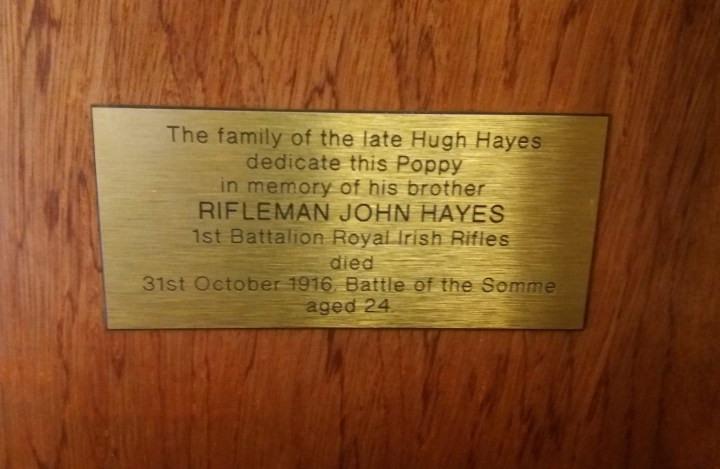 The family of the late Hugh Hayes
dedicate this Poppy
in memory of his brother
RIFLEMAN JOHN HAYES
1st Battalion Royal Irish Rifles
died
31st October 1916, Battle of the Somme
aged 24.